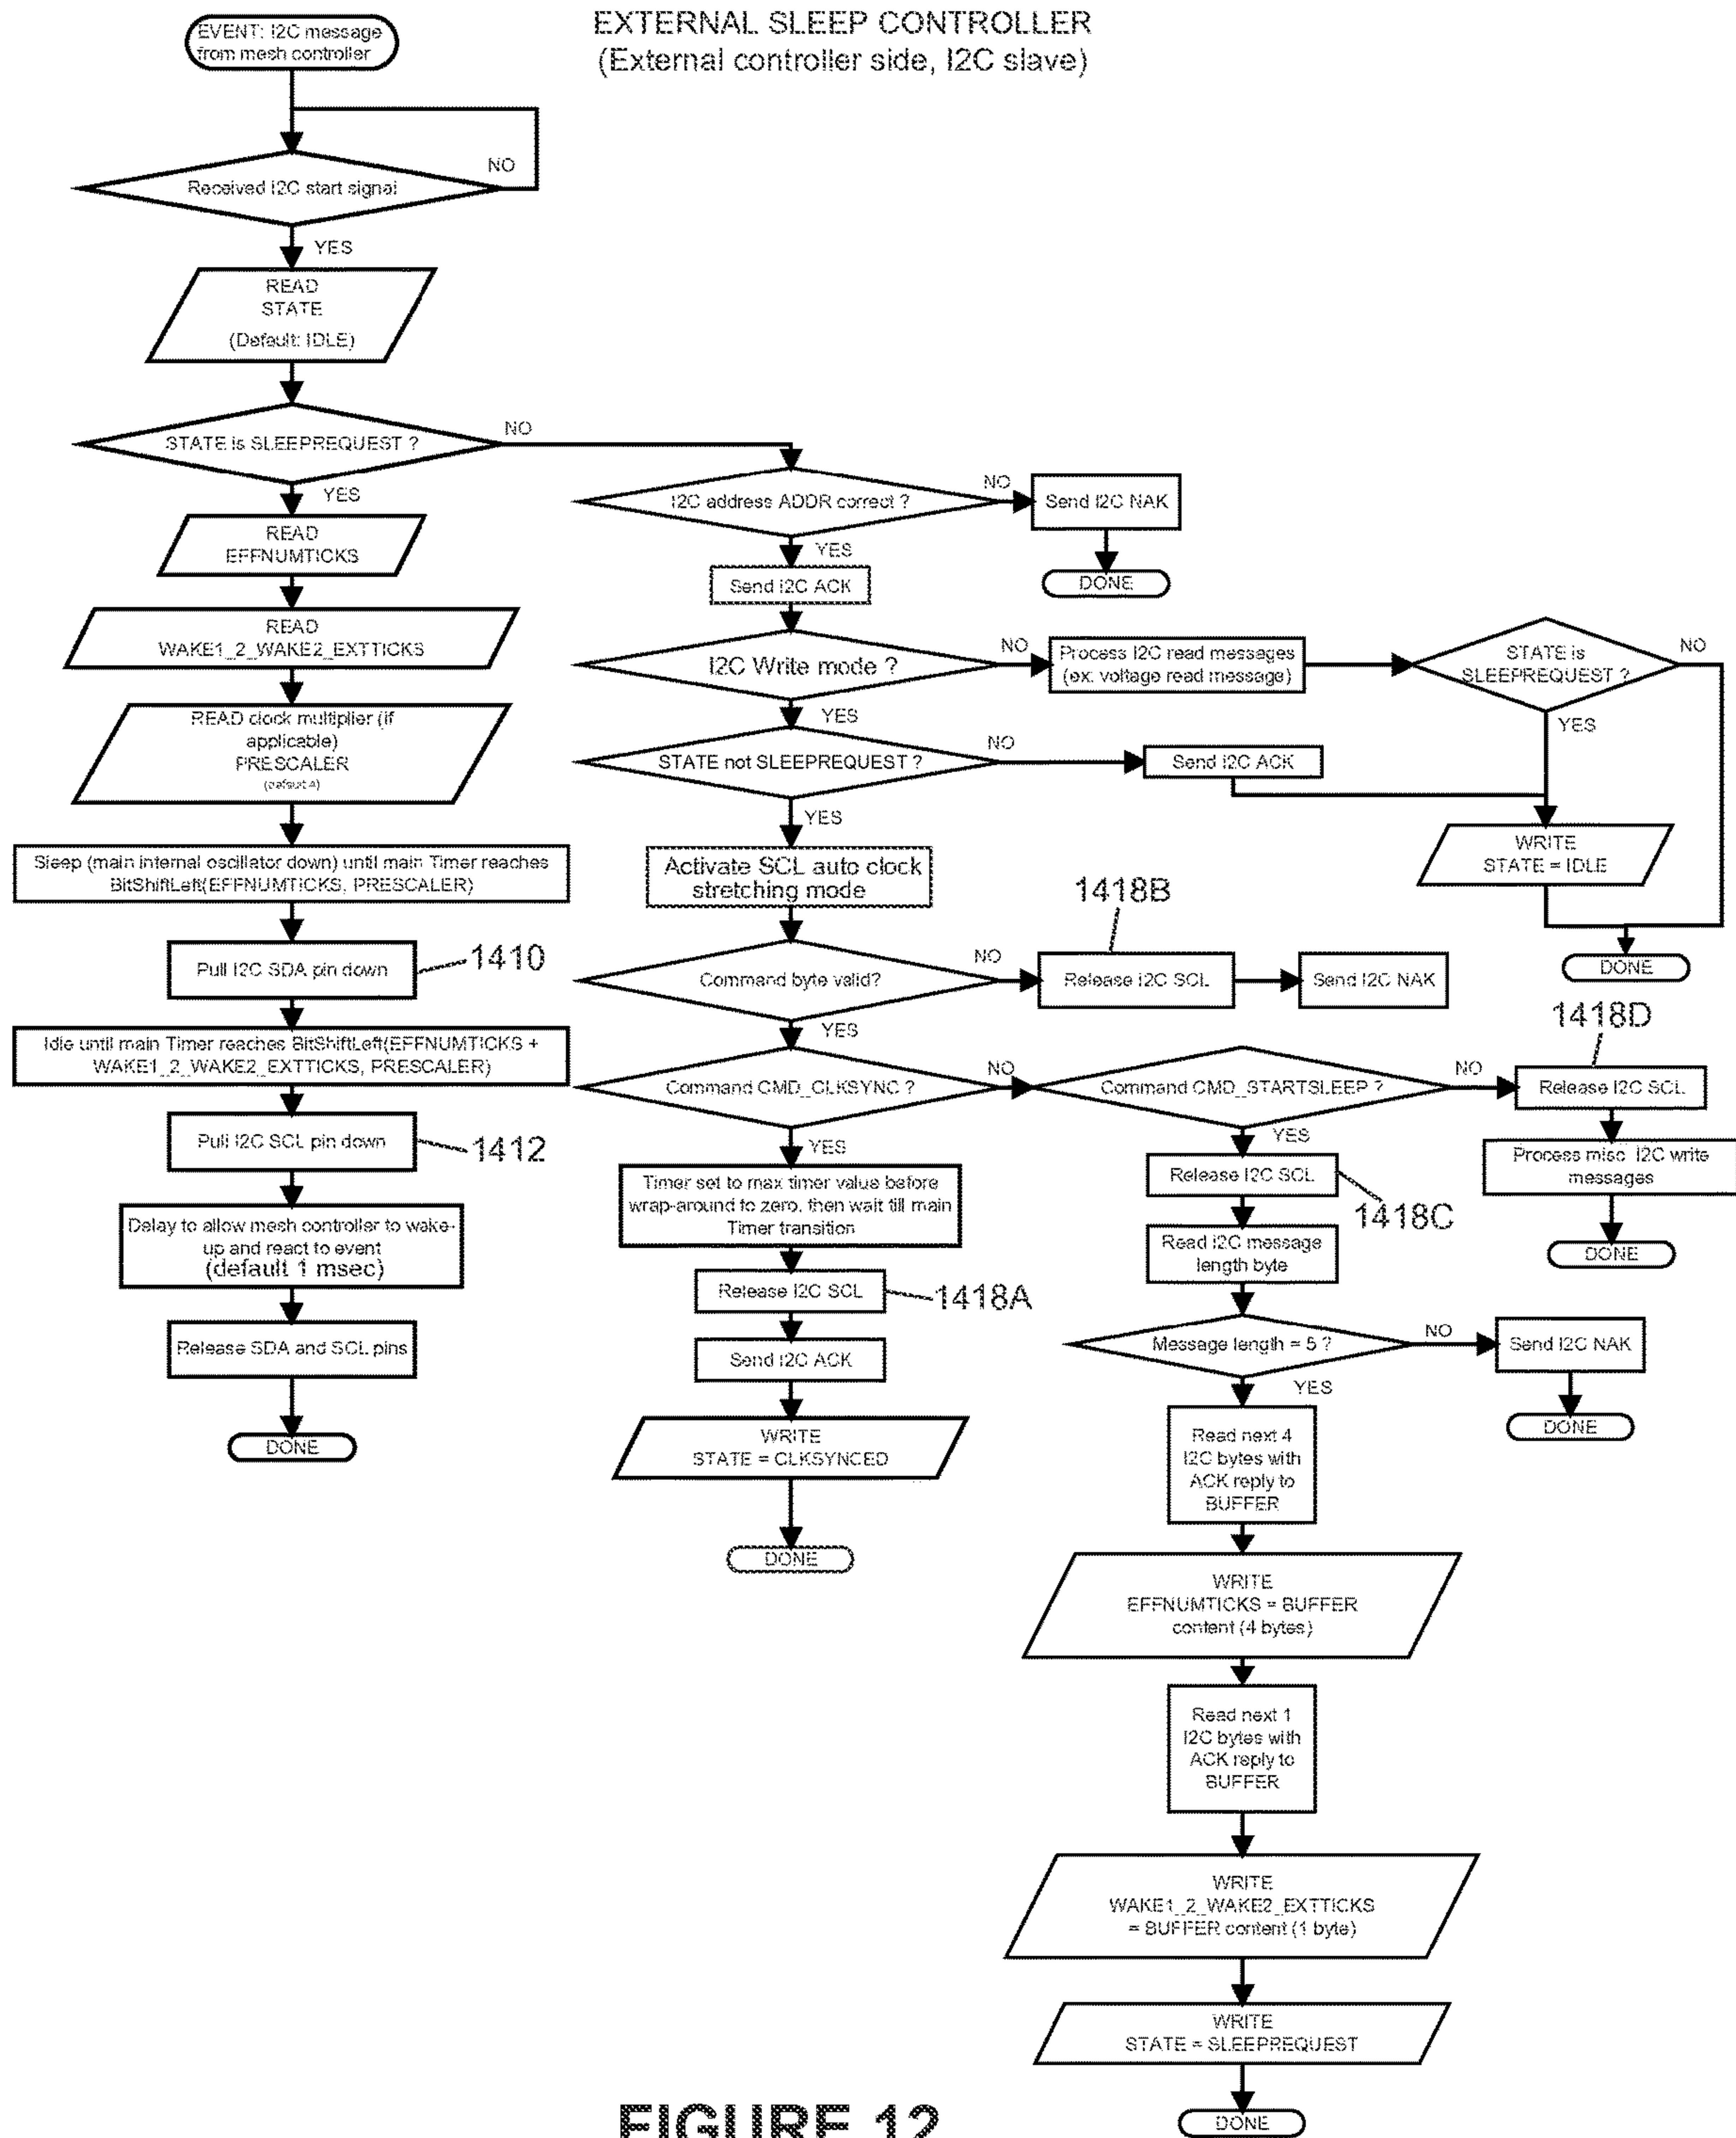 EXTERNAL SLEEP CONTROLLER
(External controller side, I2C slave)
EVENT: I2C message
from mesh controller
Received I2C start signal
NO
YES
READ
STATE
(Default: IDLE)
STATE is SLEEPREQUEST ?
NO
YES
READ
EFFNUMTICKS
READ
WAKE1_2_WAKE2_EXTTICKS
READ clock multiplier (if
applicable)
PRESCALER
(default 4)
Sleep (main internal oscillator down) until main Timer reaches
BitShiftLeft(EFFNUMTICKS, PRESCALER)
Pull I2C SDA pin down
1410
Idle until main Timer reaches BitShiftLeft(EFFNUMTICKS +
WAKE1_2_WAKE2_EXTTICKS, PRESCALER)
Pull I2C SCL pin down
1412
Delay to allow mesh controller to wake-
up and react to event
(default 1 msec)
Release SDA and SCL pins
DONE
I2C address ADDR correct ?
NO
Send I2C NAK
DONE
YES
Send I2C ACK
I2C Write mode ?
NO
Process I2C read messages
(ex: voltage read message)
STATE is
SLEEPREQUEST ?
NO
YES
YES
STATE not SLEEPREQUEST ?
NO
Send I2C ACK
WRITE
STATE = IDLE
DONE
YES
Activate SCL auto clock
stretching mode
Command byte valid?
NO
1418B
Release I2C SCL
Send I2C NAK
YES
Command CMD_CLKSYNC ?
NO
Command CMD_STARTSLEEP ?
NO
1418D
Release I2C SCL
Process misc. I2C write
messages
DONE
YES
Timer set to max timer value before
wrap-around to zero, then wait till main
Timer transition
Release I2C SCL
1418A
Send I2C ACK
WRITE
STATE = CLKSYNCED
DONE
YES
Release I2C SCL
1418C
Read I2C message
length byte
Message length = 5 ?
NO
Send I2C NAK
DONE
YES
Read next 4
I2C bytes with
ACK reply to
BUFFER
WRITE
EFFNUMTICKS = BUFFER
content (4 bytes)
Read next 1
I2C bytes with
ACK reply to
BUFFER
WRITE
WAKE1_2_WAKE2_EXTTICKS
= BUFFER content (1 byte)
WRITE
STATE = SLEEPREQUEST
DONE
FIGURE 12